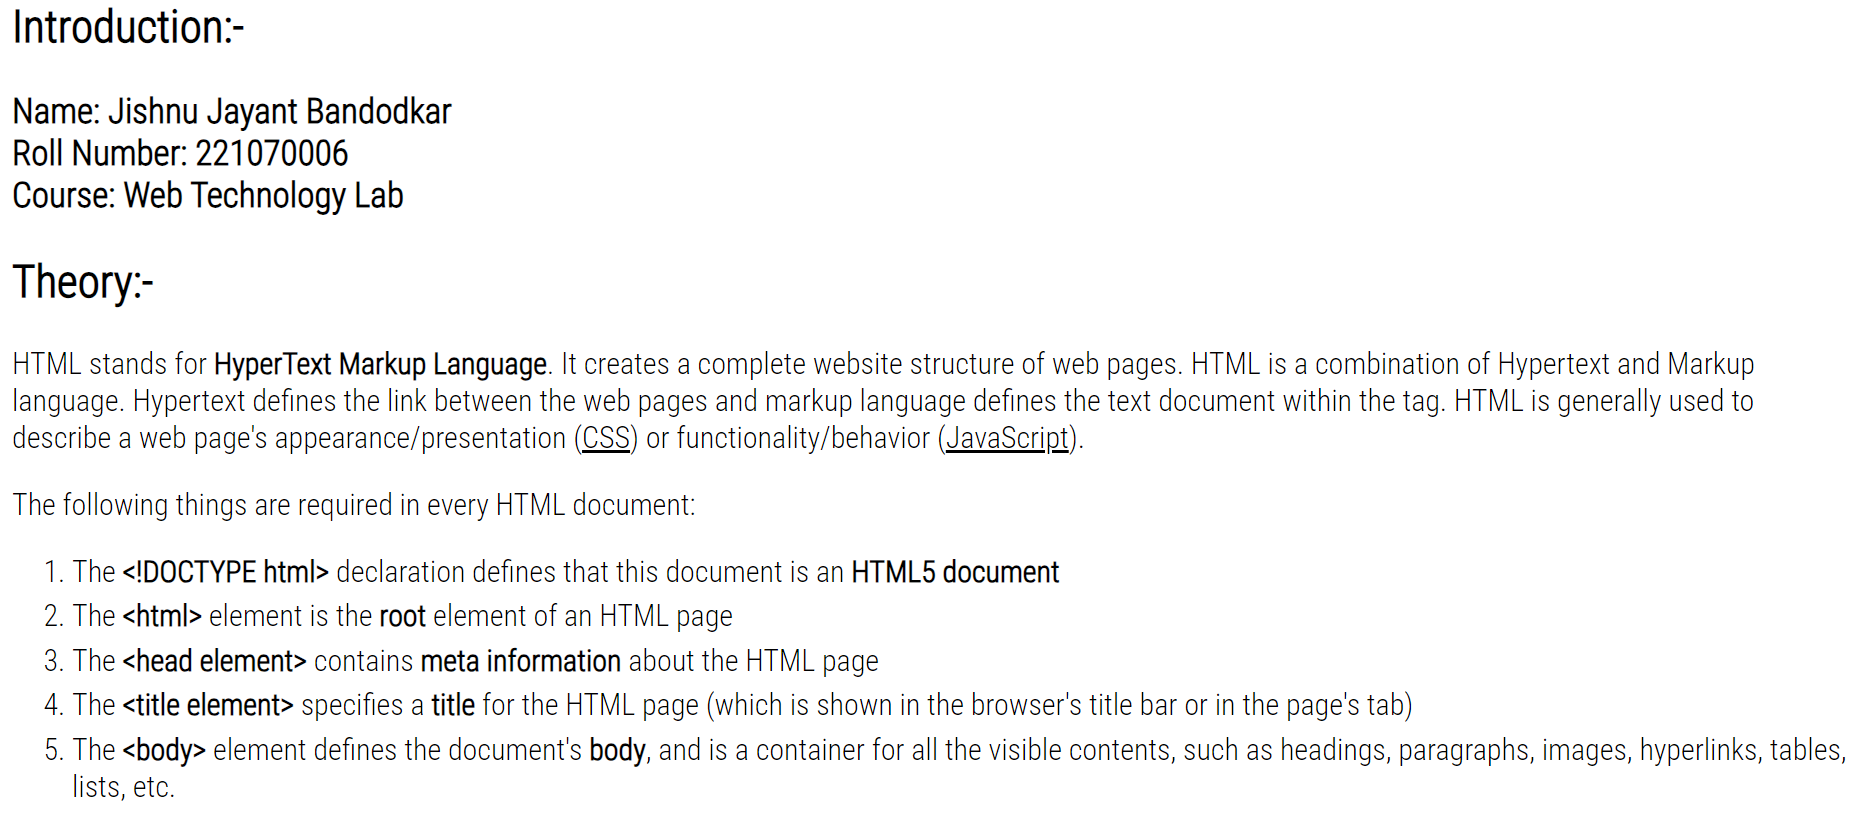 Introduction:-
Name: Jishnu Jayant Bandodkar
Roll Number: 221070006
Course: Web Technology Lab
Theory:-
HTML stands for HyperText Markup Language. It creates a complete website structure of web pages. HTML is a combination of Hypertext and Markup
language. Hypertext defines the link between the web pages and markup language defines the text document within the tag. HTML is generally used to
describe a web page's appearance/presentation (CSS) or functionality/behavior (JavaScript).
The following things are required in every HTML document:
1. The <!DOCTYPE html> declaration defines that this document is an HTML5 document
2. The <html> element is the root element of an HTML page
3. The <head element> contains meta information about the HTML page
4. The <title element> specifies a title for the HTML page (which is shown in the browser's title bar or in the page's tab)
5. The <body> element defines the document's body, and is a container for all the visible contents, such as headings, paragraphs, images, hyperlinks, tables,
lists, etc.